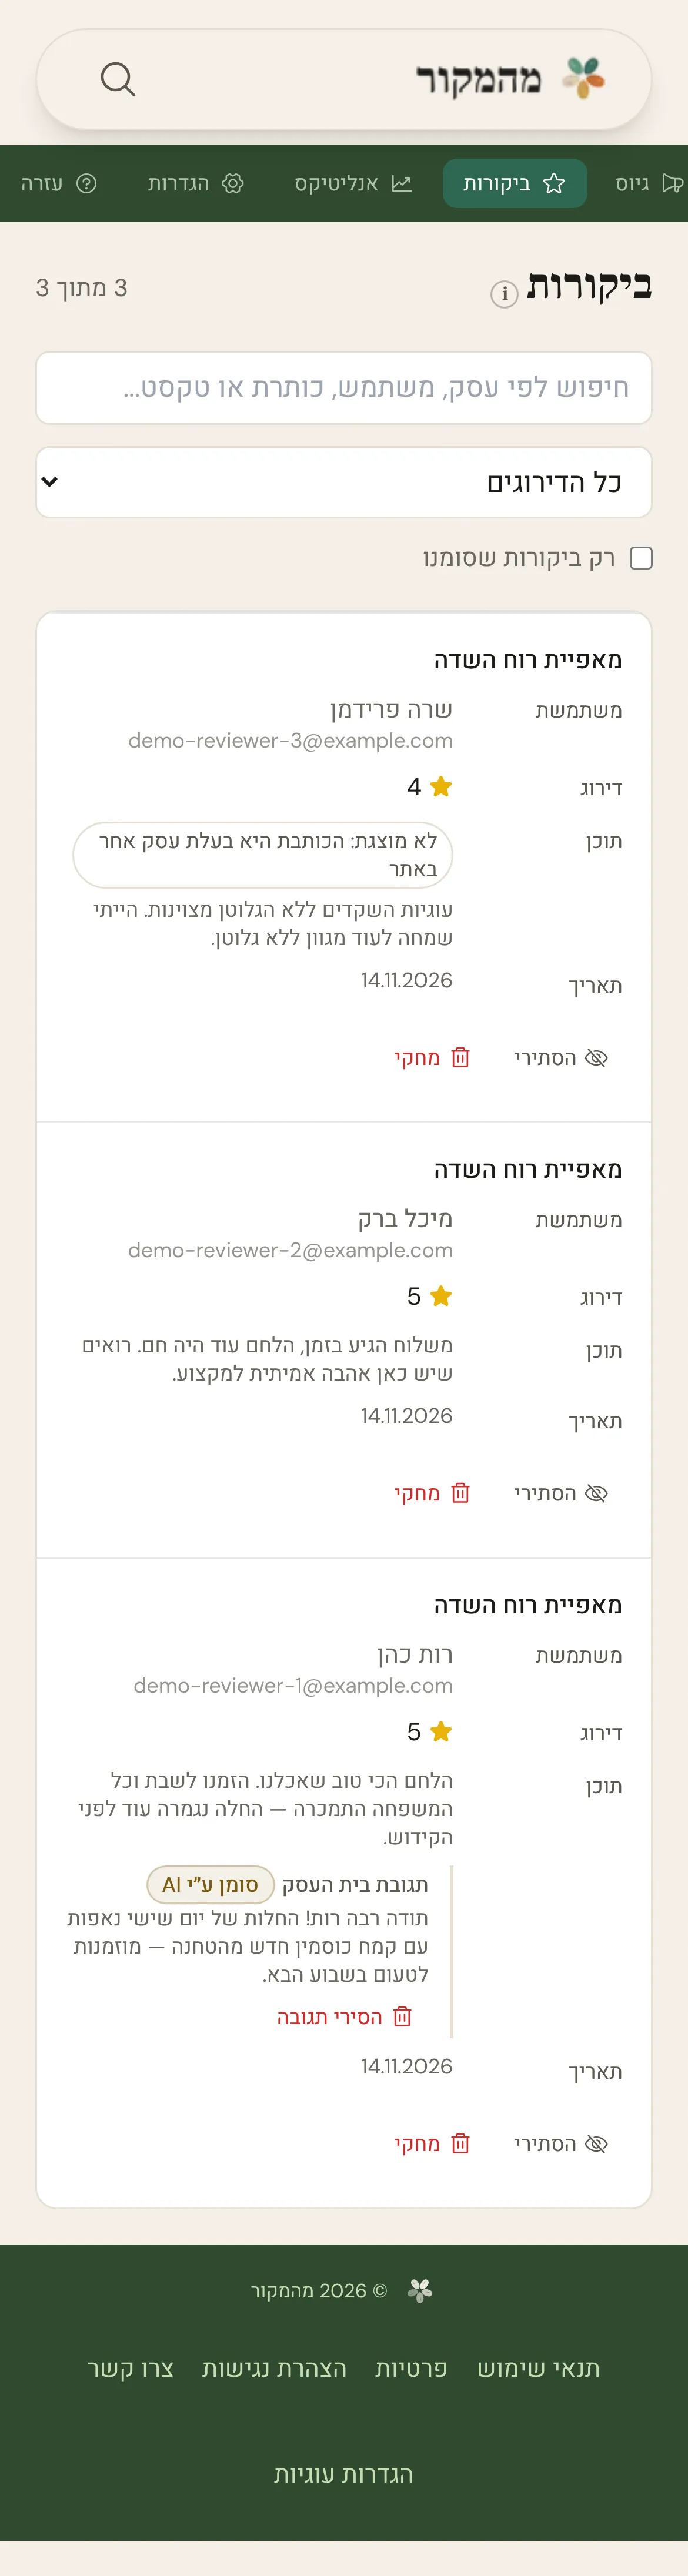 מהמקור
גיוס
ביקורות
אנליטיקס
הגדרות
עזרה
ביקורות
3 מתוך 3
חיפוש לפי עסק, משתמש, כותרת או טקסט...
כל הדירוגים
רק ביקורות שסומנו
מאפיית רוח השדה
משתמשת
שרה פרידמן
demo-reviewer-3@example.com
דירוג
4
תוכן
לא מוצגת: הכותבת היא בעלת עסק אחר
באתר
עוגיות השקדים ללא הגלוטן מצוינות. הייתי
שמחה לעוד מגוון ללא גלוטן.
תאריך
14.11.2026
הסתירי
מחקי
מאפיית רוח השדה
משתמשת
מיכל ברק
demo-reviewer-2@example.com
דירוג
5
תוכן
משלוח הגיע בזמן, הלחם עוד היה חם. רואים
שיש כאן אהבה אמיתית למקצוע.
תאריך
14.11.2026
הסתירי
מחקי
מאפיית רוח השדה
משתמשת
רות כהן
demo-reviewer-1@example.com
דירוג
5
תוכן
הלחם הכי טוב שאכלנו. הזמנו לשבת וכל
המשפחה התמכרה — החלה נגמרה עוד לפני
הקידוש.
תגובת בית העסק
סומן ע״י AI
תודה רבה רות! החלות של יום שישי נאפות
עם קמח כוסמין חדש מהטחנה — מוזמנות
לטעום בשבוע הבא.
הסירי תגובה
תאריך
14.11.2026
הסתירי
מחקי
© 2026 מהמקור
תנאי שימוש
פרטיות
הצהרת נגישות
צרו קשר
הגדרות עוגיות